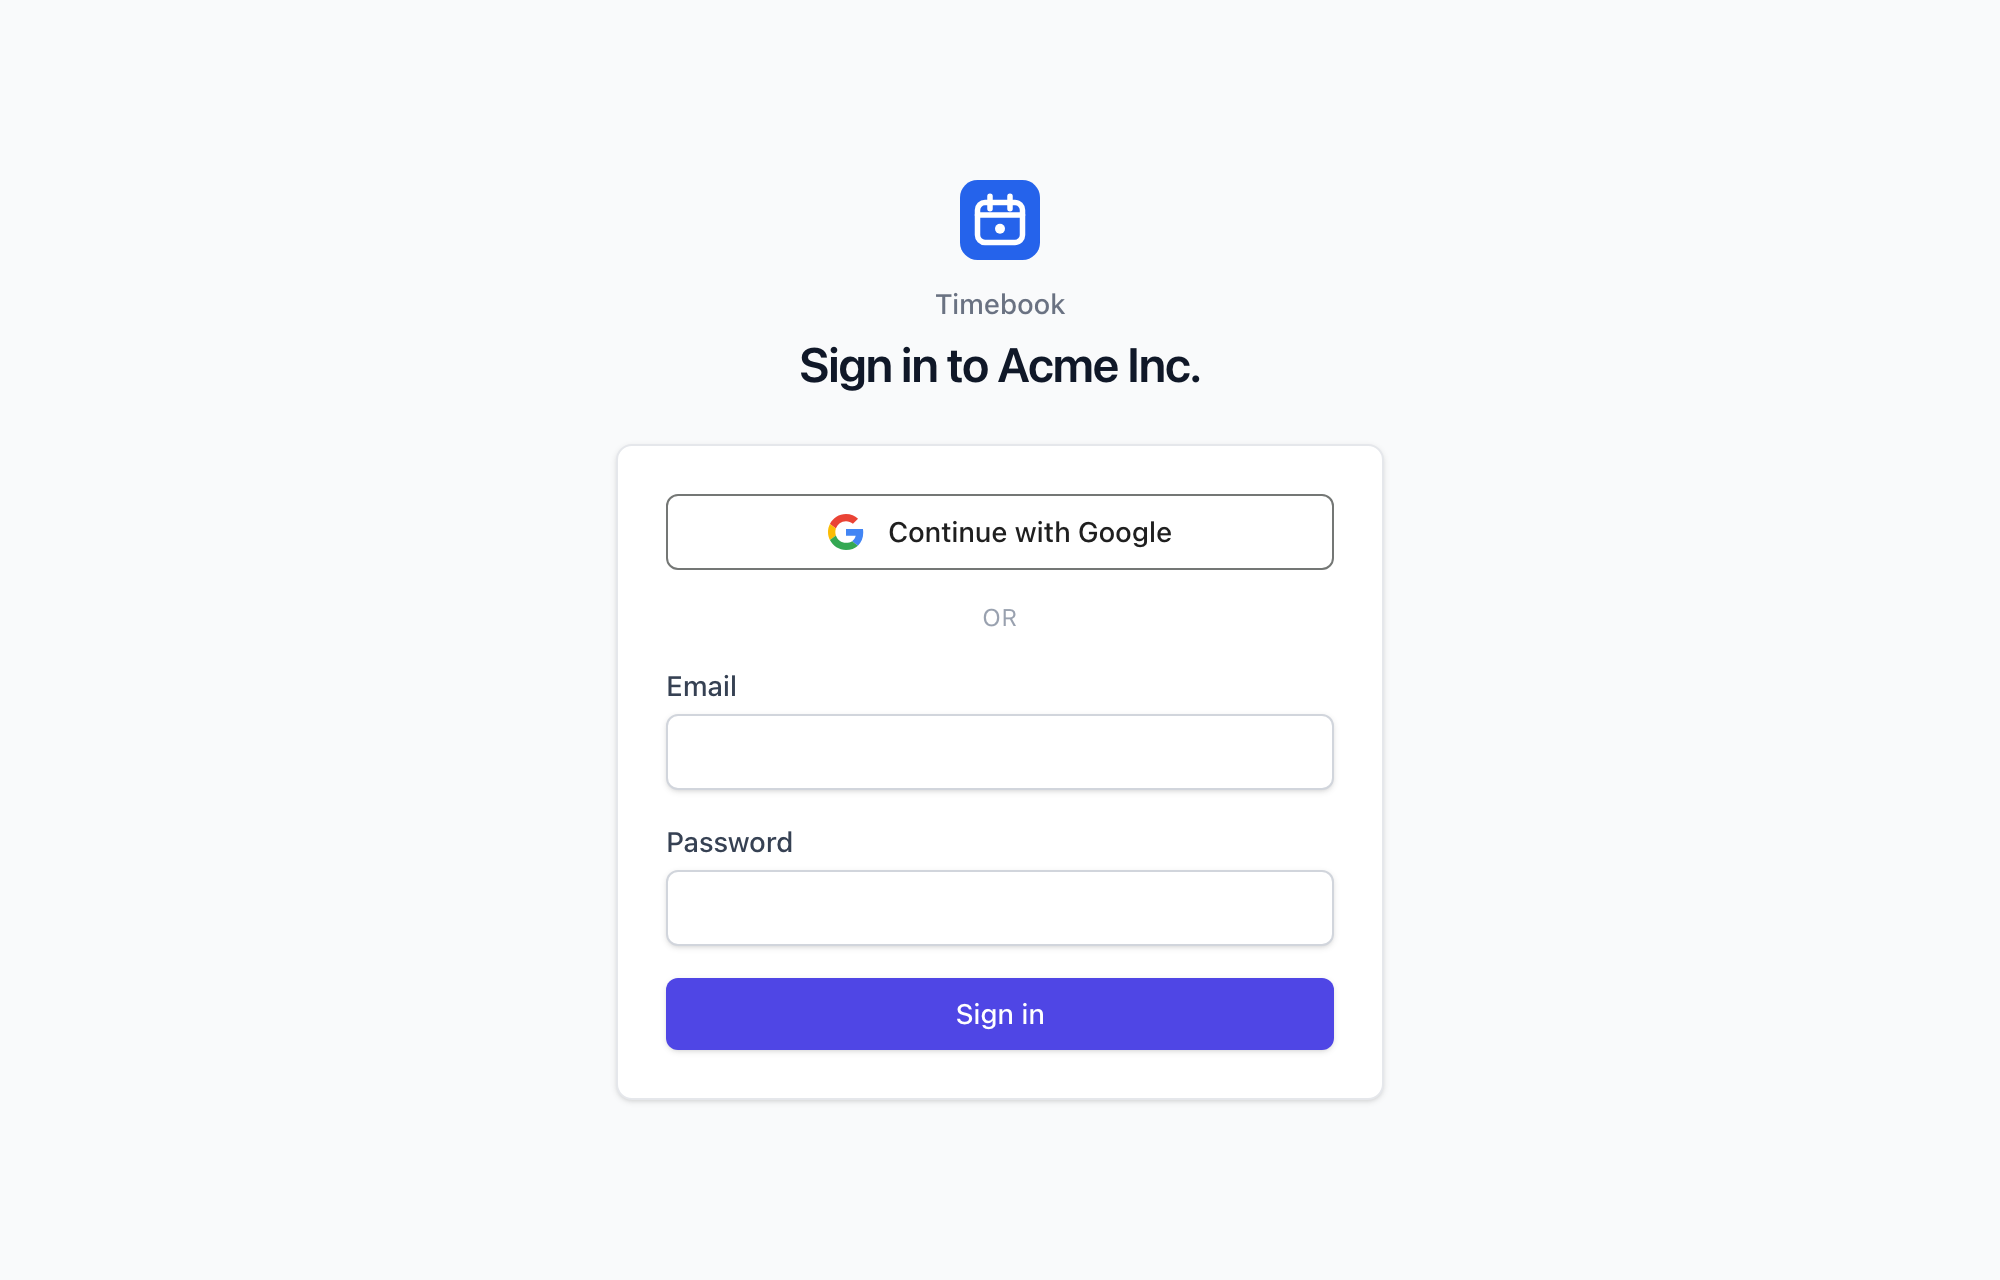 Timebook
Sign in to Acme Inc.
Continue with Google
OR
Email
Password
Sign in